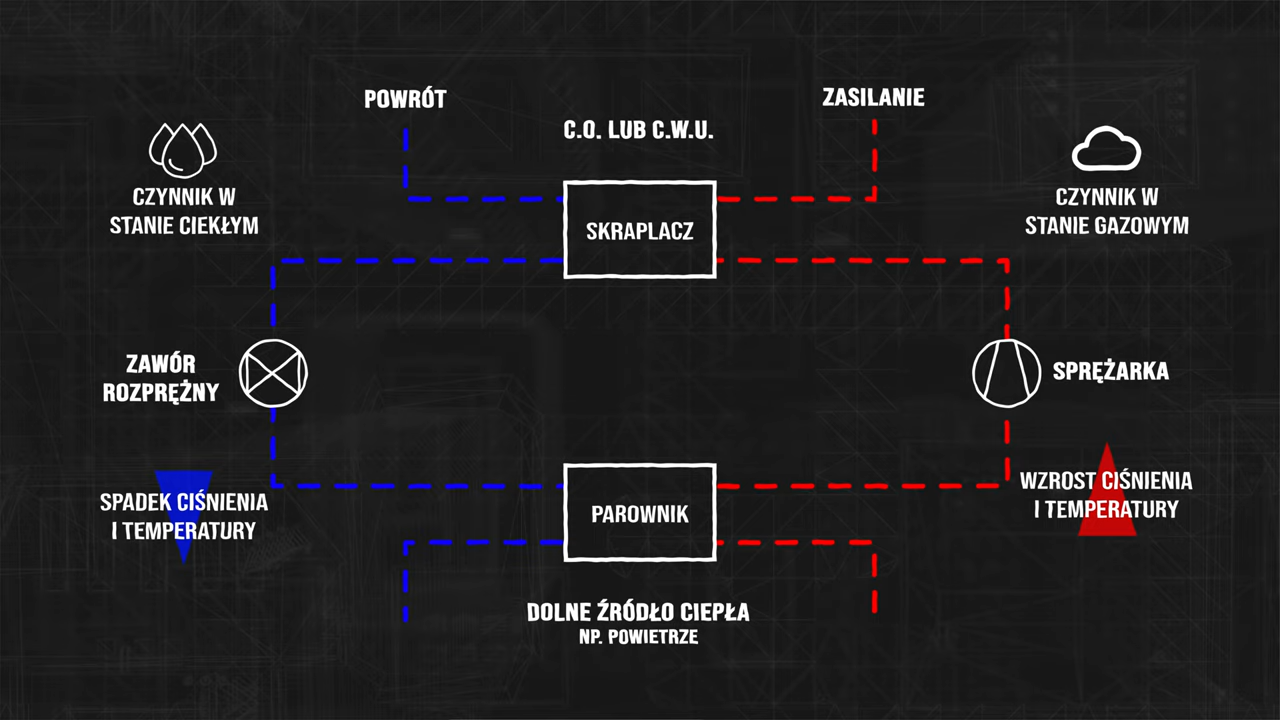 POWRÓT
ZASILANIE
C.O. LUB C.W.U.
CZYNNIK W
STANIE CIEKŁYM
CZYNNIK W
STANIE GAZOWYM
SKRAPLACZ
ZAWÓR
ROZPRĘŻNY
SPRĘŻARKA
SPADEK CIŚNIENIA
I TEMPERATURY
WZROST CIŚNIENIA
I TEMPERATURY
PAROWNIK
DOLNE ŹRÓDŁO CIEPŁA
NP. POWIETRZE